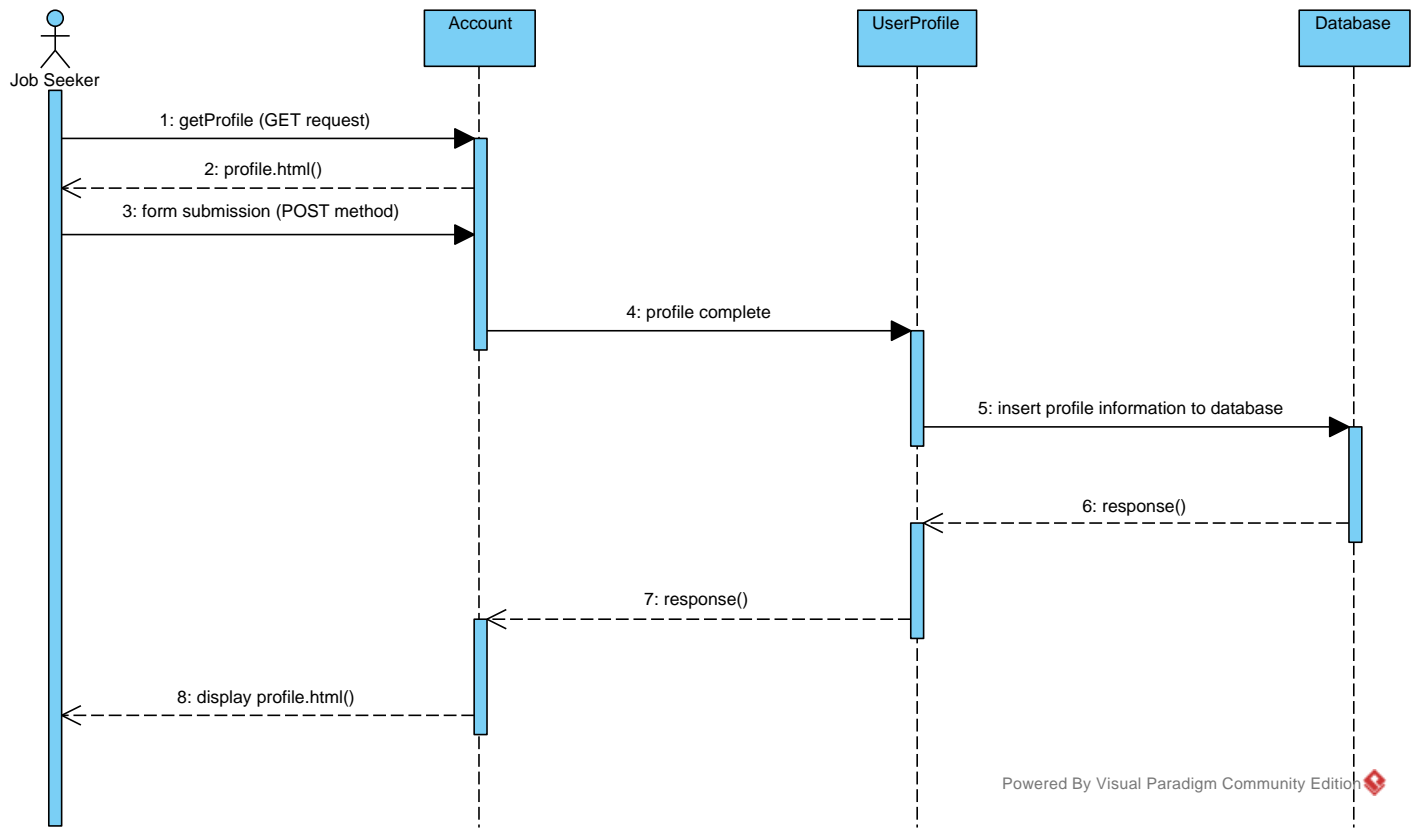 Job Seeker
Account
UserProfile
Database
1: getProfile (GET request)
2: profile.html()
3: form submission (POST method)
4: profile complete
5: insert profile information to database
6: response()
7: response()
8: display profile.html()
Powered By Visual Paradigm Community Edition